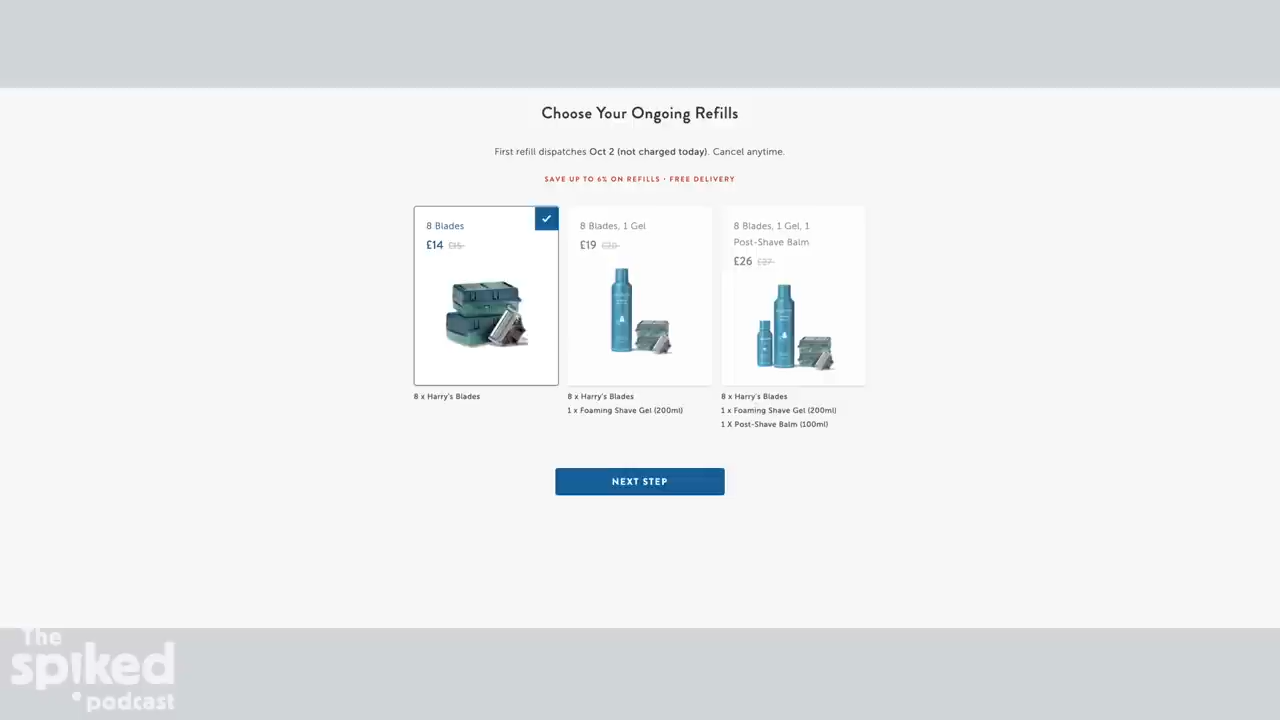 Choose Your Ongoing Refills
First refill dispatches Oct 2 (not charged today). Cancel anytime.
SAVE UP TO 6% ON REFILLS • FREE DELIVERY
8 Blades
£14 £15
8 Blades, 1 Gel
£19 £20
8 Blades, 1 Gel, 1
Post-Shave Balm
£26 £27
8 x Harry's Blades
8 x Harry's Blades
1 x Foaming Shave Gel (200ml)
8 x Harry's Blades
1 x Foaming Shave Gel (200ml)
1 X Post-Shave Balm (100ml)
NEXT STEP
The
spiked
podcast